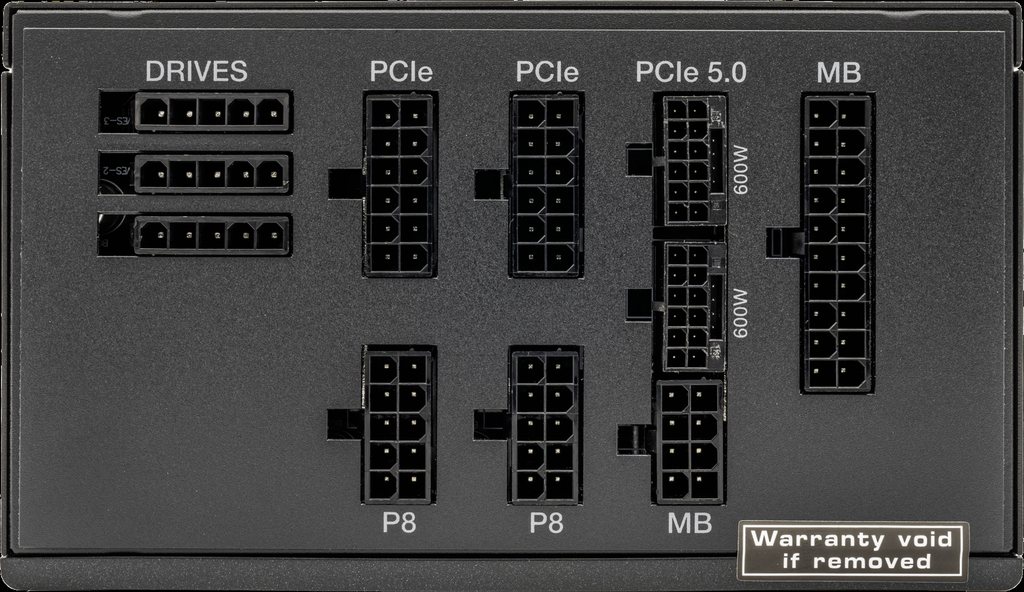 DRIVES
PCIe
PCIe
PCIe 5.0
MB
600W
600W
P8
P8
MB
Warranty void
if removed